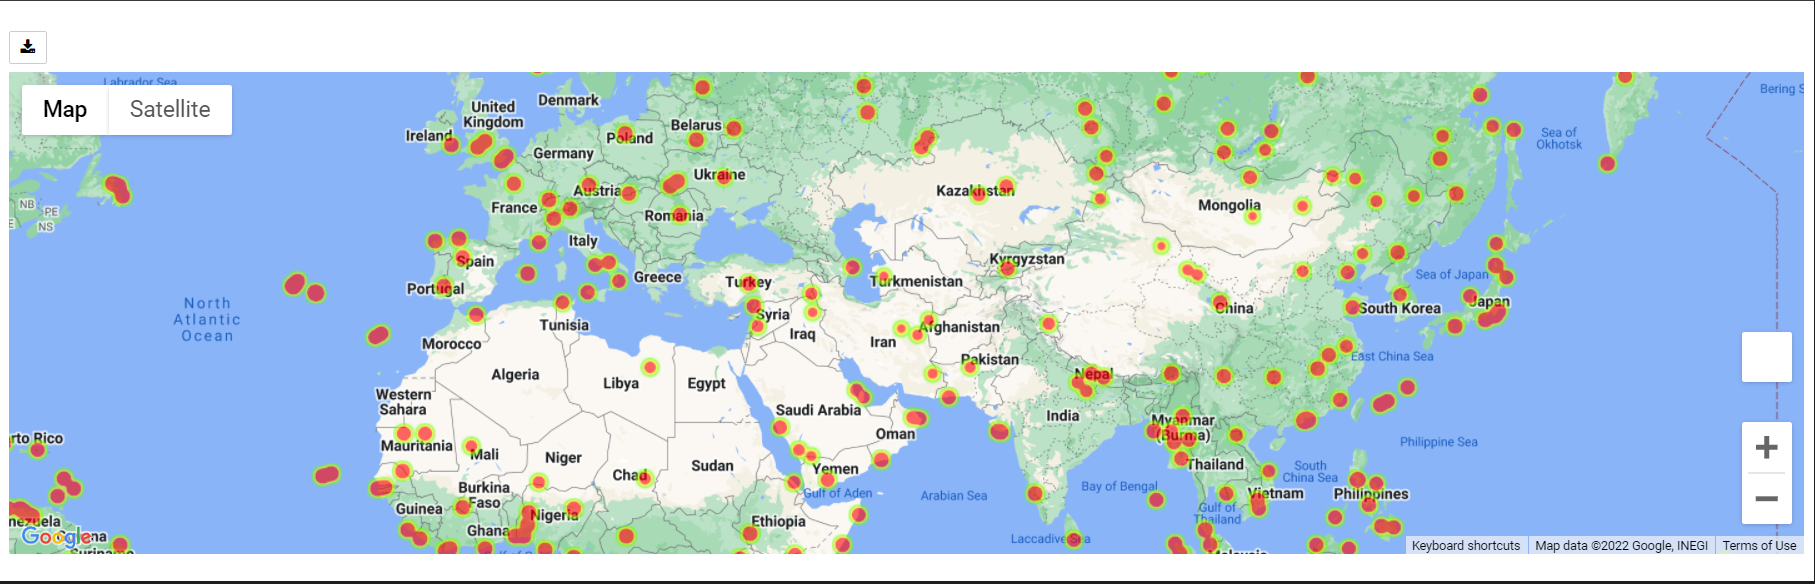 Labrador Sea
Map
Satellite
Bering S
Denmark
United
Kingdom
Ireland
Belarus
Poland
Germany
Sea of
Okhotsk
Ukraine
Austria
Kazakhstan
NB
PE
NS
E
France
Romania
Mongolia
Italy
Spain
Kyrgyzstan
Greece
Sea of Japan
Portugal
Turkey
Turkmenistan
North
Atlantic
Ocean
Japan
South Korea
China
Syria
Tunisia
Afghanistan
Iraq
Iran
Morocco
East China Sea
Pakistan
Nepal
Algeria
Libya
Egypt
Western
Sahara
Saudi Arabia
India
Myanmar
(Burma)
Oman
rto Rico
Mauritania
Philippine Sea
Mali
Niger
Chad
Sudan
Yemen
Thailand
South
China Sea
Burkina
Faso
Gulf of Aden
Arabian Sea
Bay of Bengal
Vietnam
Philippines
Guinea
Nigeria
Gulf of
Thailand
nezuela
Ethiopia
Ghana
Google
na
Laccadive Sea
Suriname
Gulf of G
Malaysia
Keyboard shortcuts
Map data ©2022 Google, INEGI
Terms of Use